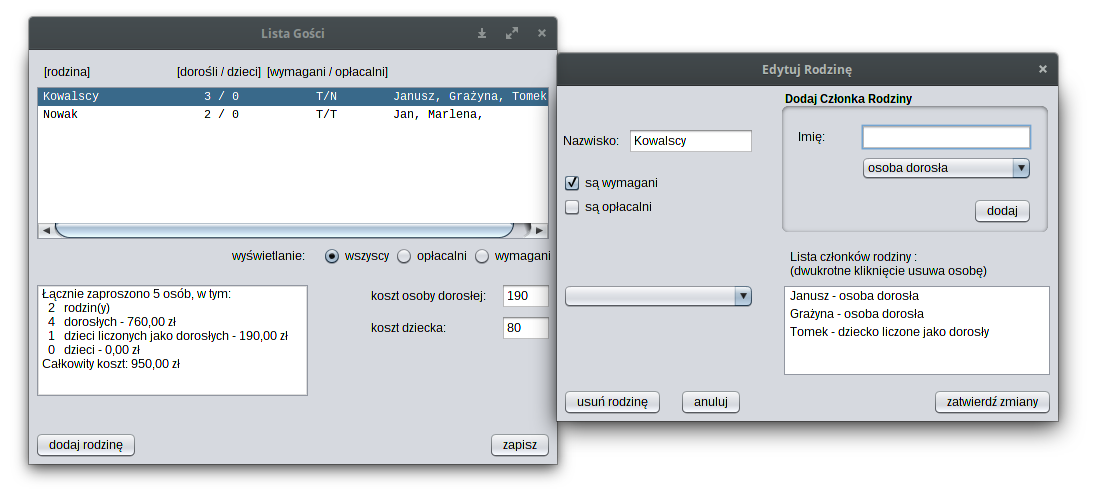 Lista Gości
[rodzina] [dorośli / dzieci] [wymagani / opłacalni]
Kowalscy 3 / 0 T/N Janusz, Grażyna, Tomek
Nowak 2 / 0 T/T Jan, Marlena,
wyświetlanie: wszyscy opłacalni wymagani
Łącznie zaproszono 5 osób, w tym:
2 rodzin(y)
4 dorosłych - 760,00 zł
1 dzieci liczonych jako dorosłych - 190,00 zł
0 dzieci - 0,00 zł
Całkowity koszt: 950,00 zł
koszt osoby dorosłej: 190
koszt dziecka: 80
dodaj rodzinę
zapisz
Edytuj Rodzinę
Nazwisko: Kowalscy
są wymagani
są opłacalni
Dodaj Członka Rodziny
Imię:
osoba dorosła
dodaj
Lista członków rodziny :
(dwukrotne kliknięcie usuwa osobę)
Janusz - osoba dorosła
Grażyna - osoba dorosła
Tomek - dziecko liczone jako dorosły
usuń rodzinę
anuluj
zatwierdź zmiany